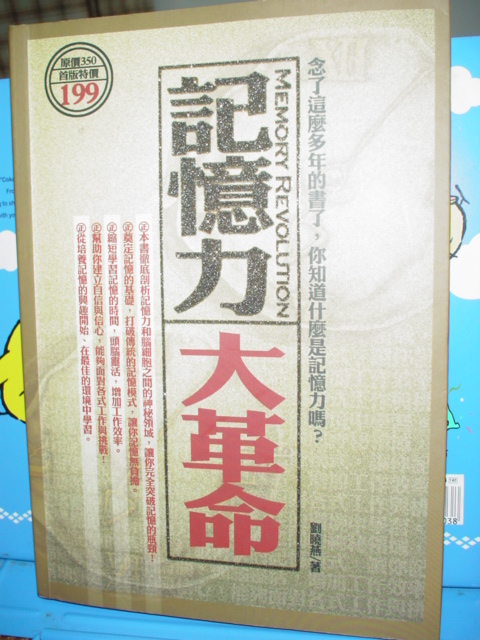 原價350
首版特價
199
念了這麼多年的書了，你知道什麼是記憶力嗎？
MEMORY REVOLUTION
記憶力
大革命
劉曉燕/著
本書徹底剖析記憶力和腦細胞之間的神秘領域，讓你完全突破記憶的瓶頸！
奠定記憶的基礎，打破傳統的記憶模式，讓你記憶無負擔。
縮短學習記憶的時間，頭腦靈活，增加工作效率。
幫助你建立自信與信心，能夠面對各式工作與挑戰！
從培養記憶的興趣開始、在最佳的環境中學習。